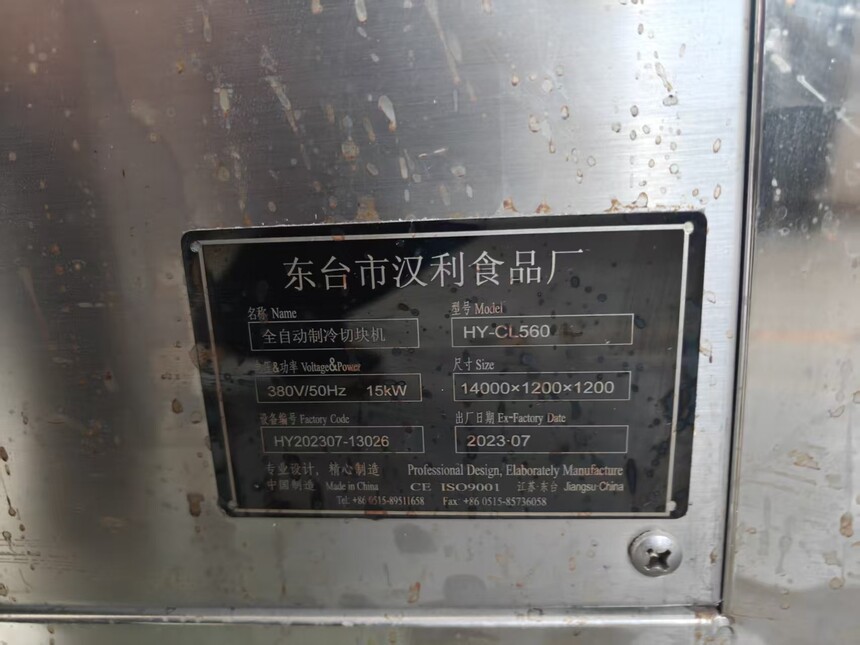 东台市汉利食品厂
名称 Name
型号 Model
全自动制冷切块机
HY-CL560
&功率 Voltage&Power
尺寸 Size
380V/50Hz 15kW
14000×1200×1200
设备编号 Factory Code
出厂日期 Ex-Factory Date
HY202307-13026
2023·07
专业设计，精心制造
Professional Design, Elaborately Manufacture
中国制造 Made in China
CE ISO9001 江苏·东台 Jiangsu·China
Tel: +86 0515-89511658 Fax: +86 0515-85736058